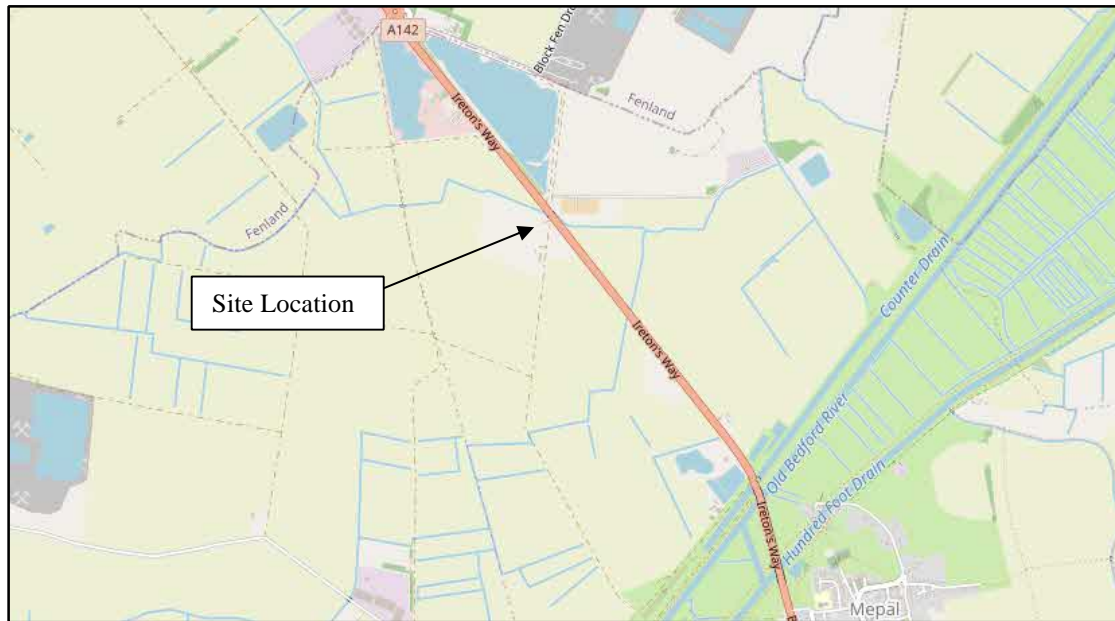 A142
Block Fen Dro
Ireton's Way
Fenland
Fenland
Counter Drain
Site Location
Ireton's Way
Old Bedford River
Hundred Foot Drain
Ireton's Way
Mepal